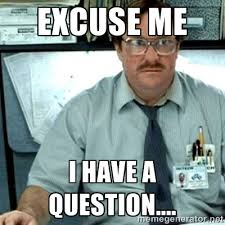 EXCUSE ME
I HAVE A
QUESTION....
memegenerator.net